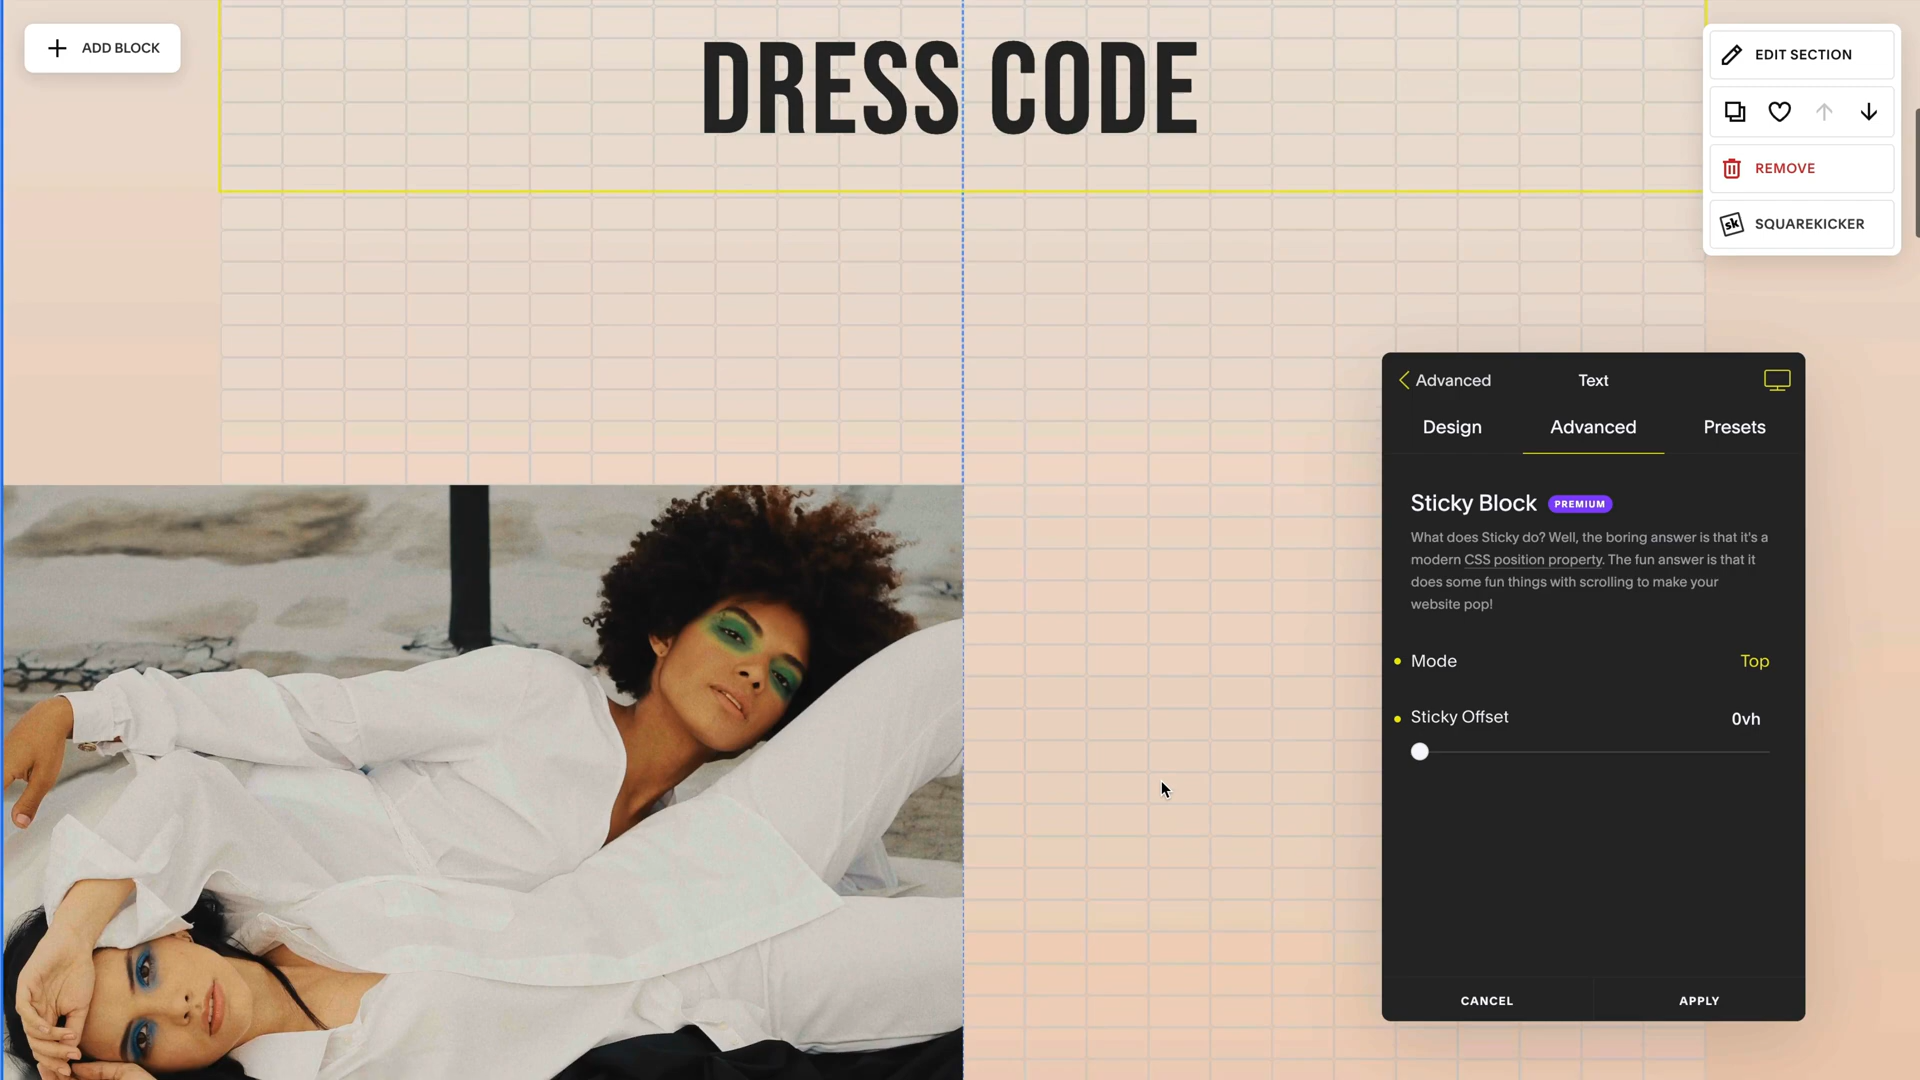 ADD BLOCK
DRESS CODE
EDIT SECTION
REMOVE
sk SQUAREKICKER
Advanced
Text
Design
Advanced
Presets
Sticky Block PREMIUM
What does Sticky do? Well, the boring answer is that it's a
modern CSS position property. The fun answer is that it
does some fun things with scrolling to make your
website pop!
Mode
Top
Sticky Offset
0vh
CANCEL
APPLY